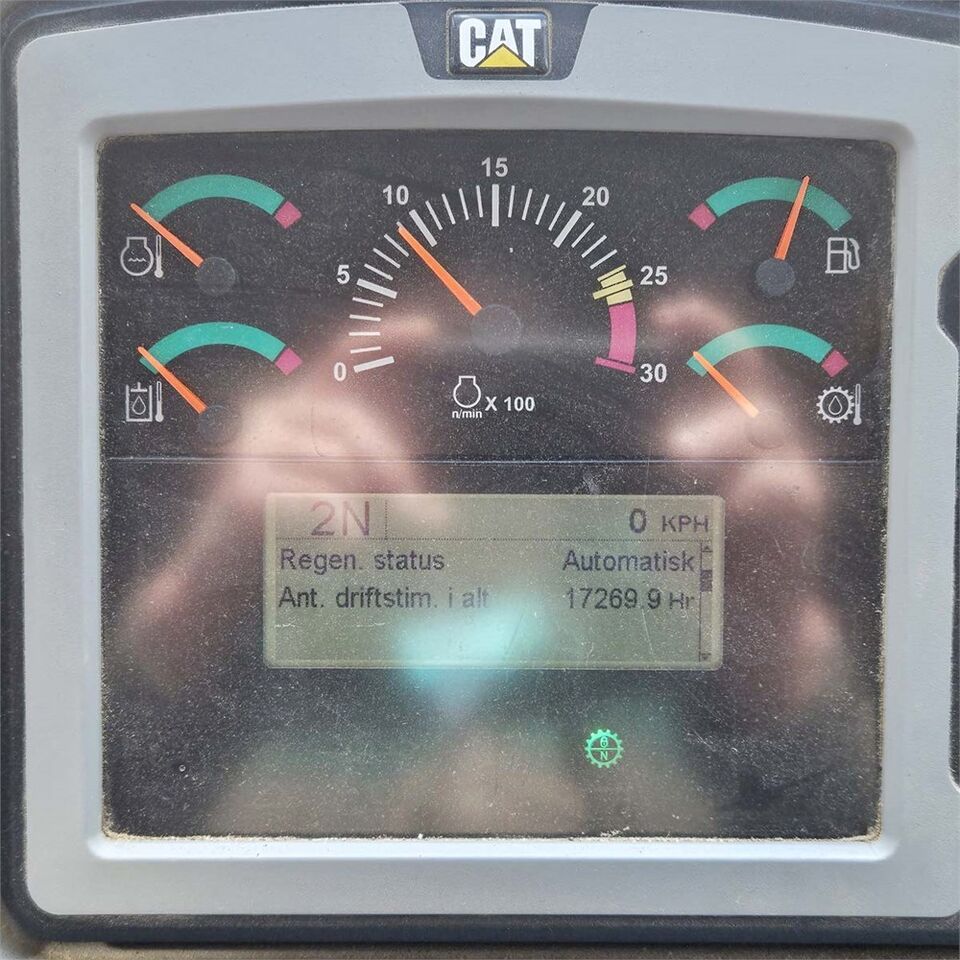 CAT
15
10
20
5
25
0
30
n/min X 100
2N 0 KPH
Regen. status Automatisk
Ant. driftstim. i alt 17269.9 Hr
N